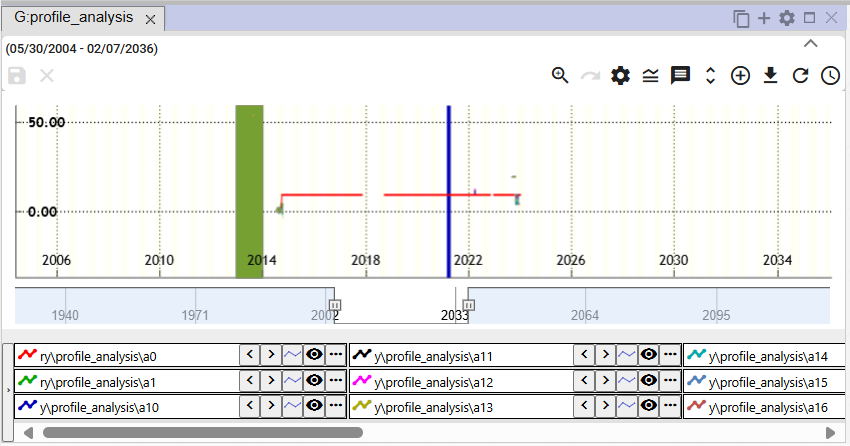 G:profile_analysis
(05/30/2004 - 02/07/2036)
50.00
0.00
2006 2010 2014 2018 2022 2026 2030 2034
1940 1971 2002 2033 2064 2095
ry\profile_analysis\a0 y\profile_analysis\a11 y\profile_analysis\a14
ry\profile_analysis\a1 y\profile_analysis\a12 y\profile_analysis\a15
y\profile_analysis\a10 y\profile_analysis\a13 y\profile_analysis\a16